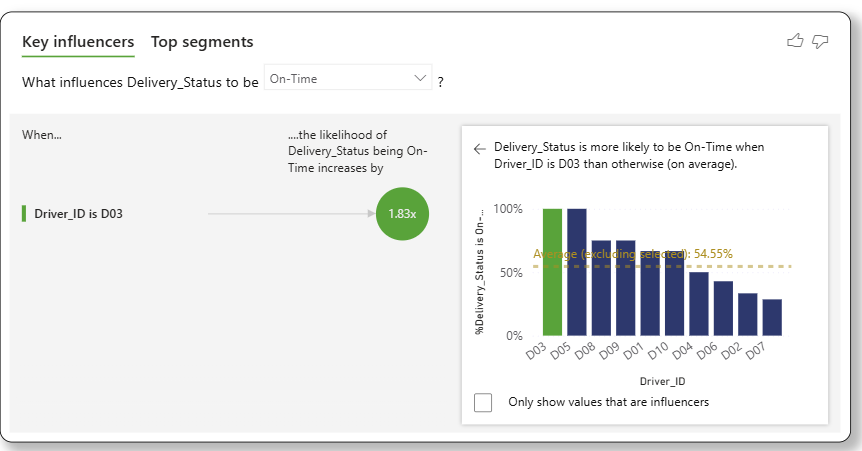 Key influencers Top segments
What influences Delivery_Status to be On-Time ?
When...
....the likelihood of
Delivery_Status being On-
Time increases by
Driver_ID is D03
1.83x
Delivery_Status is more likely to be On-Time when
Driver_ID is D03 than otherwise (on average).
%Delivery_Status is On-...
100%
Average (excluding selected): 54.55%
50%
0%
D03 D05 D08 D09 D01 D10 D04 D06 D02 D07
Driver_ID
Only show values that are influencers